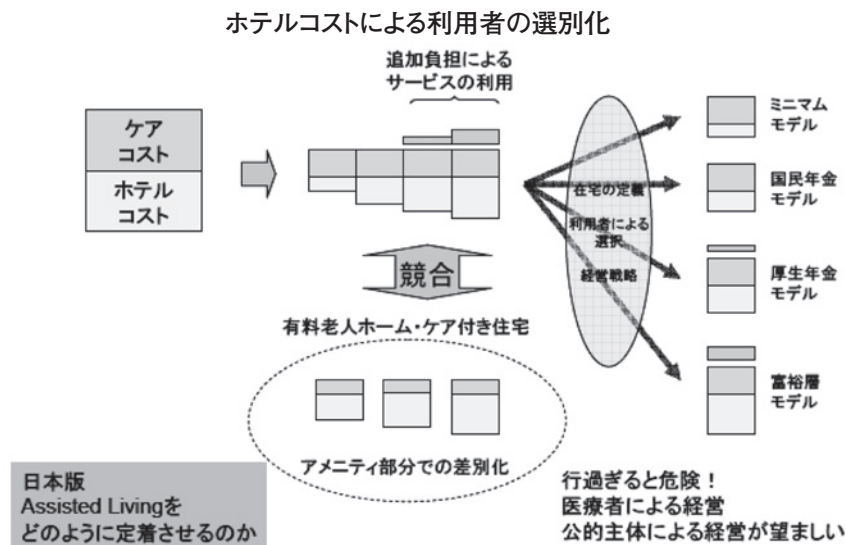 ホテルコストによる利用者の選別化
追加負担による
サービスの利用
ケア
コスト
ホテル
コスト
在宅の定義
利用者による
選択
経営戦略
ミニマム
モデル
国民年金
モデル
厚生年金
モデル
富裕層
モデル
競合
有料老人ホーム・ケア付き住宅
アメニティ部分での差別化
日本版
Assisted Livingを
どのように定着させるのか
行過ぎると危険！
医療者による経営
公的主体による経営が望ましい